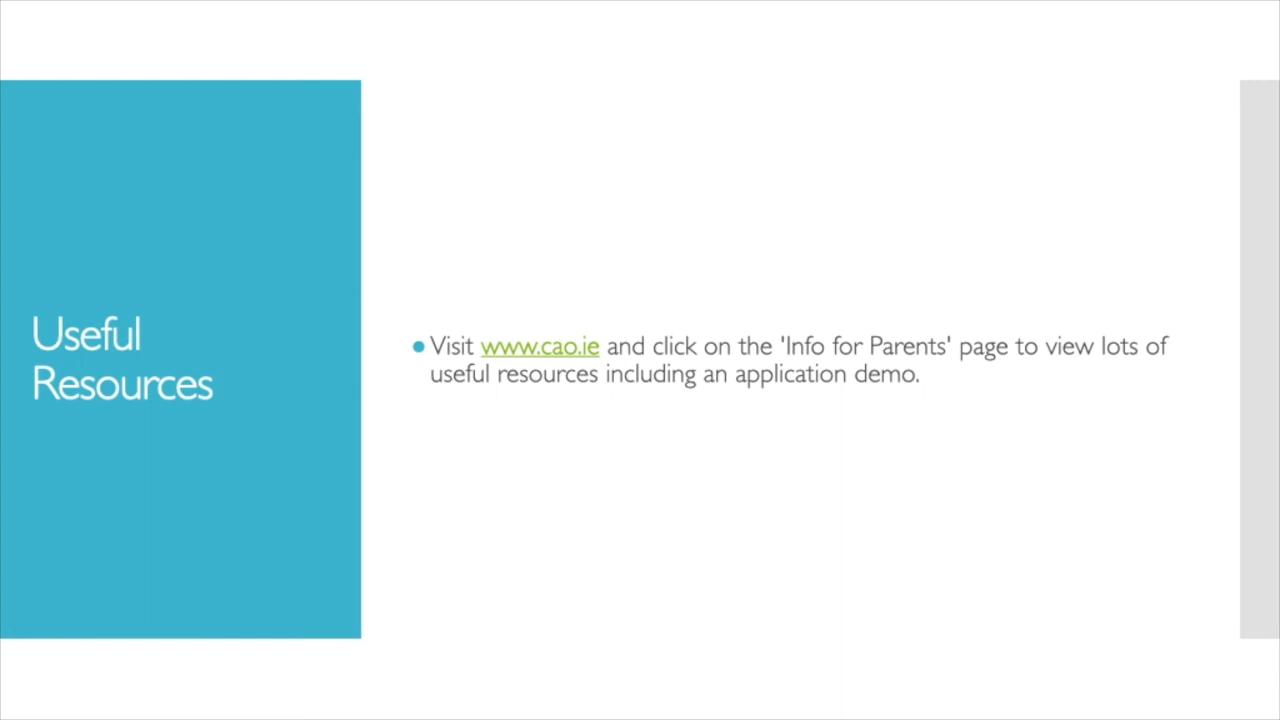 Useful
Resources
Visit www.cao.ie and click on the 'Info for Parents' page to view lots of
useful resources including an application demo.